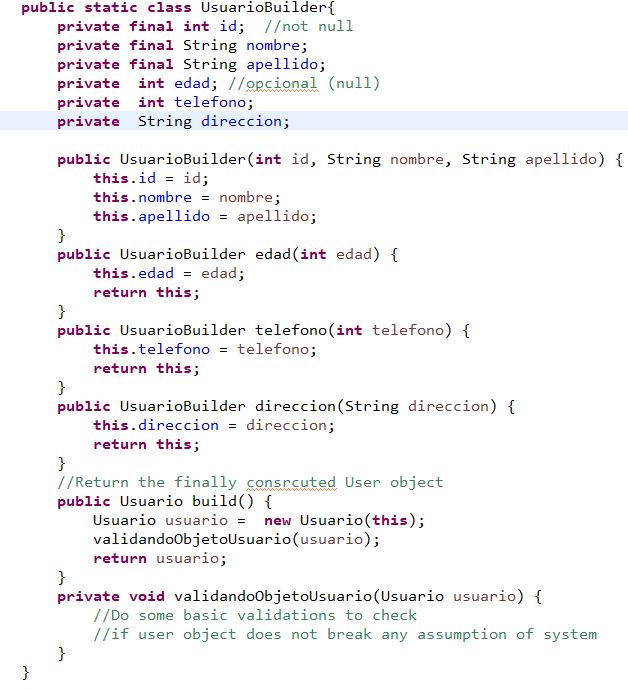 public static class UsuarioBuilder{
    private final int id;  //not null
    private final String nombre;
    private final String apellido;
    private  int edad; //opcional (null)
    private  int telefono;
    private  String direccion;

    public UsuarioBuilder(int id, String nombre, String apellido) {
        this.id = id;
        this.nombre = nombre;
        this.apellido = apellido;
    }
    public UsuarioBuilder edad(int edad) {
        this.edad = edad;
        return this;
    }
    public UsuarioBuilder telefono(int telefono) {
        this.telefono = telefono;
        return this;
    }
    public UsuarioBuilder direccion(String direccion) {
        this.direccion = direccion;
        return this;
    }
    //Return the finally consrcuted User object
    public Usuario build() {
        Usuario usuario =  new Usuario(this);
        validandoObjetoUsuario(usuario);
        return usuario;
    }
    private void validandoObjetoUsuario(Usuario usuario) {
        //Do some basic validations to check
        //if user object does not break any assumption of system
    }
}